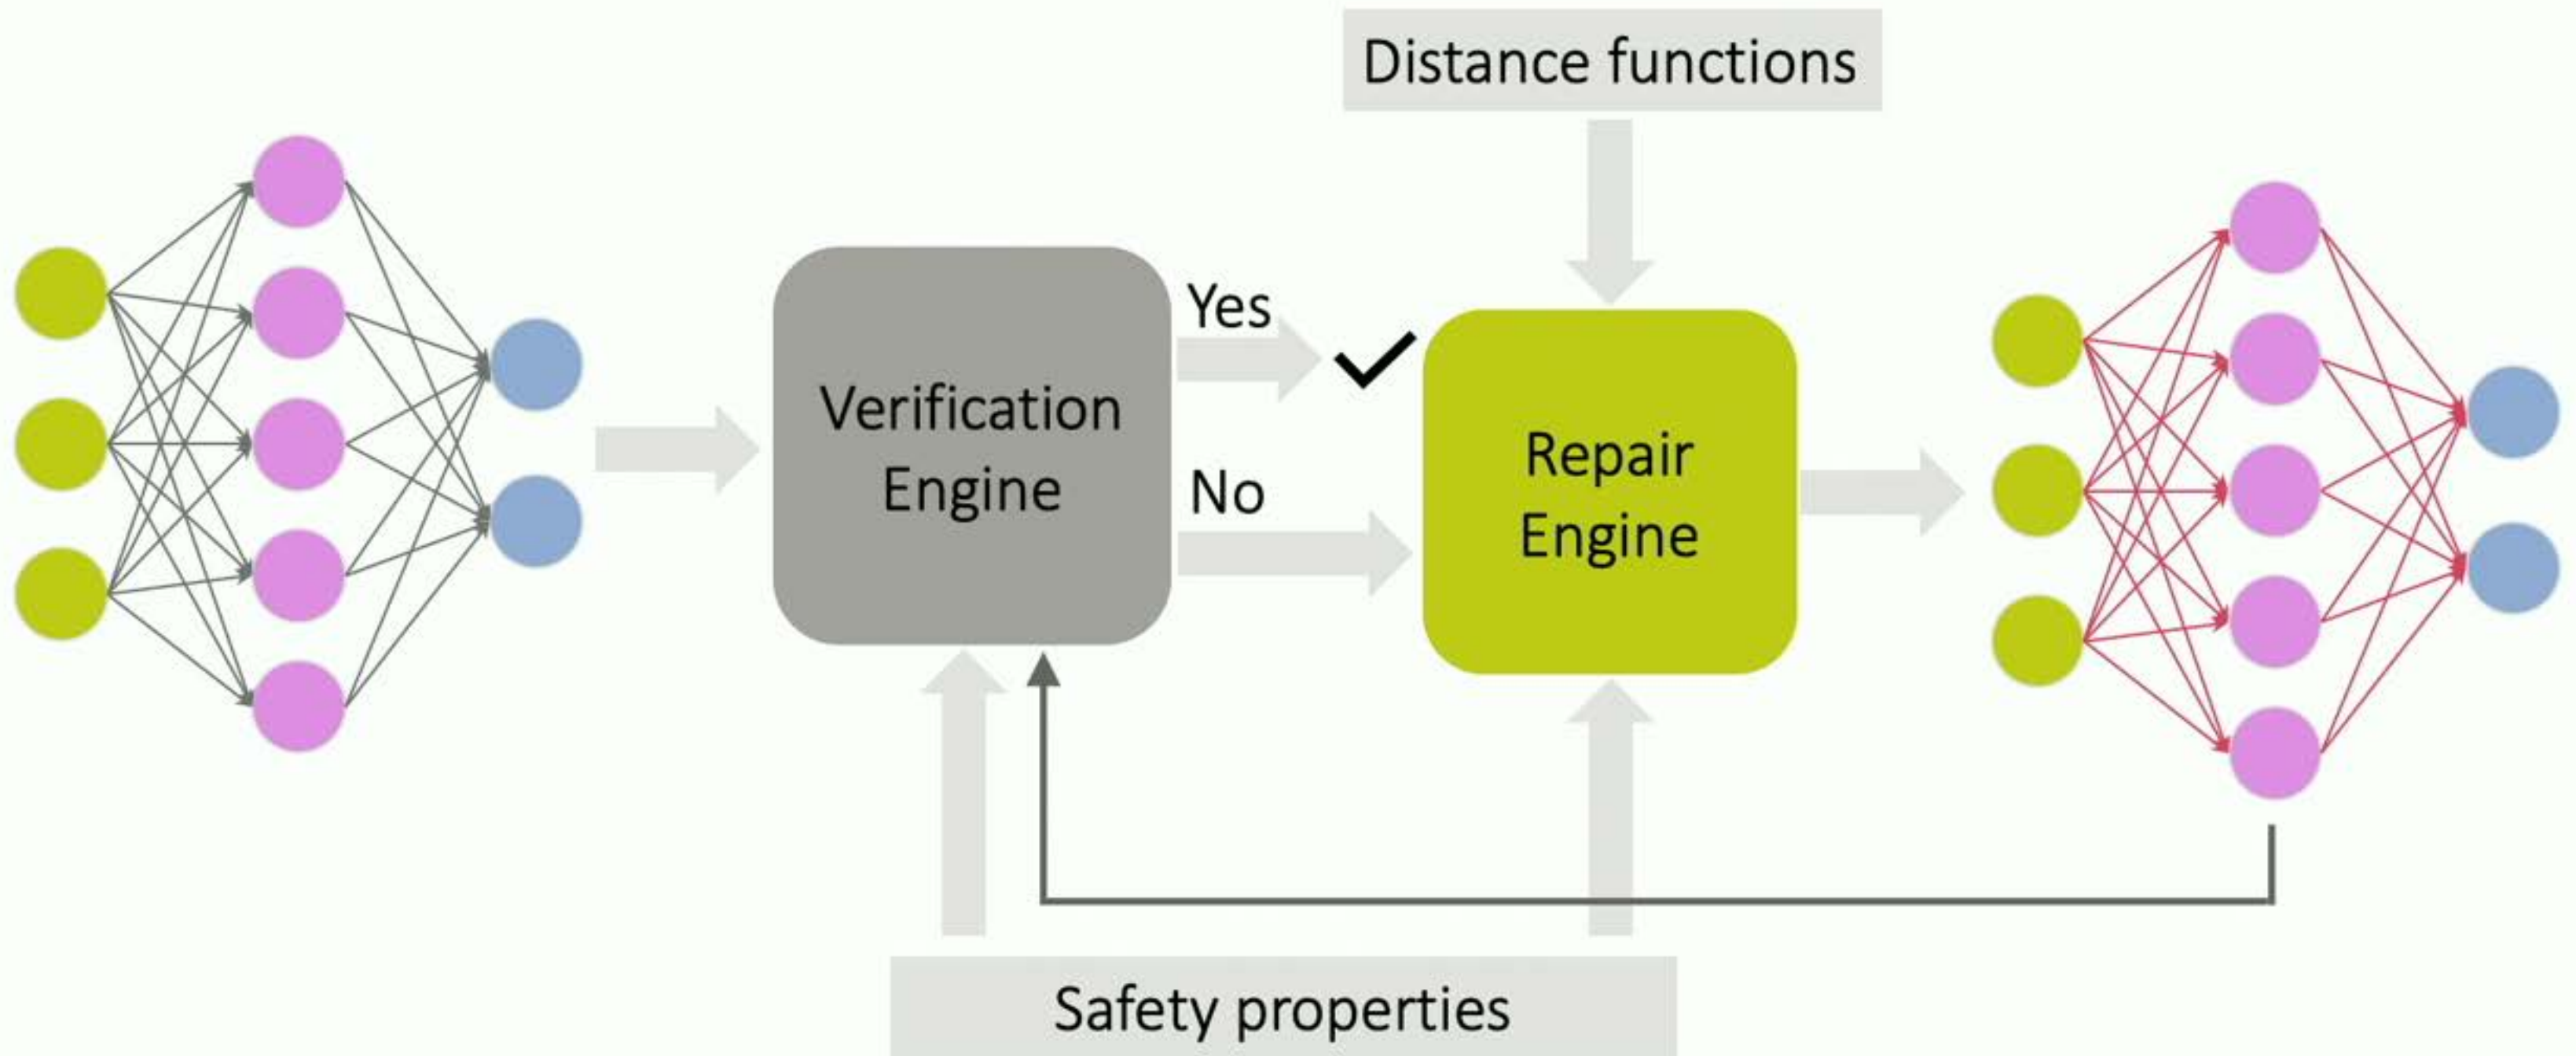 Distance functions
Yes
Verification
Engine
No
Repair
Engine
Safety properties